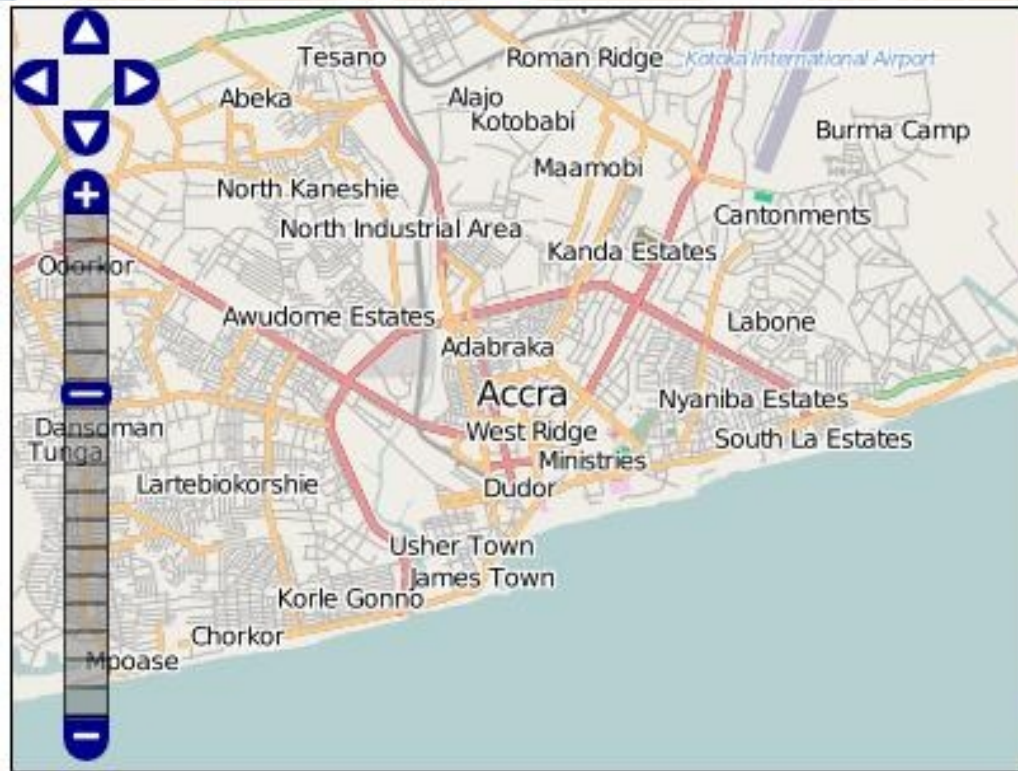 Tesano
Roman Ridge
Kotoka International Airport
Abeka
Alajo
Kotobabi
Burma Camp
Maamobi
North Kaneshie
Cantonments
North Industrial Area
Kanda Estates
Odorkor
Awudome Estates
Labone
Adabraka
Accra
Nyaniba Estates
Dansoman
West Ridge
South La Estates
Tunga
Ministries
Lartebiokorshie
Dudor
Usher Town
James Town
Korle Gonno
Chorkor
Mpoase